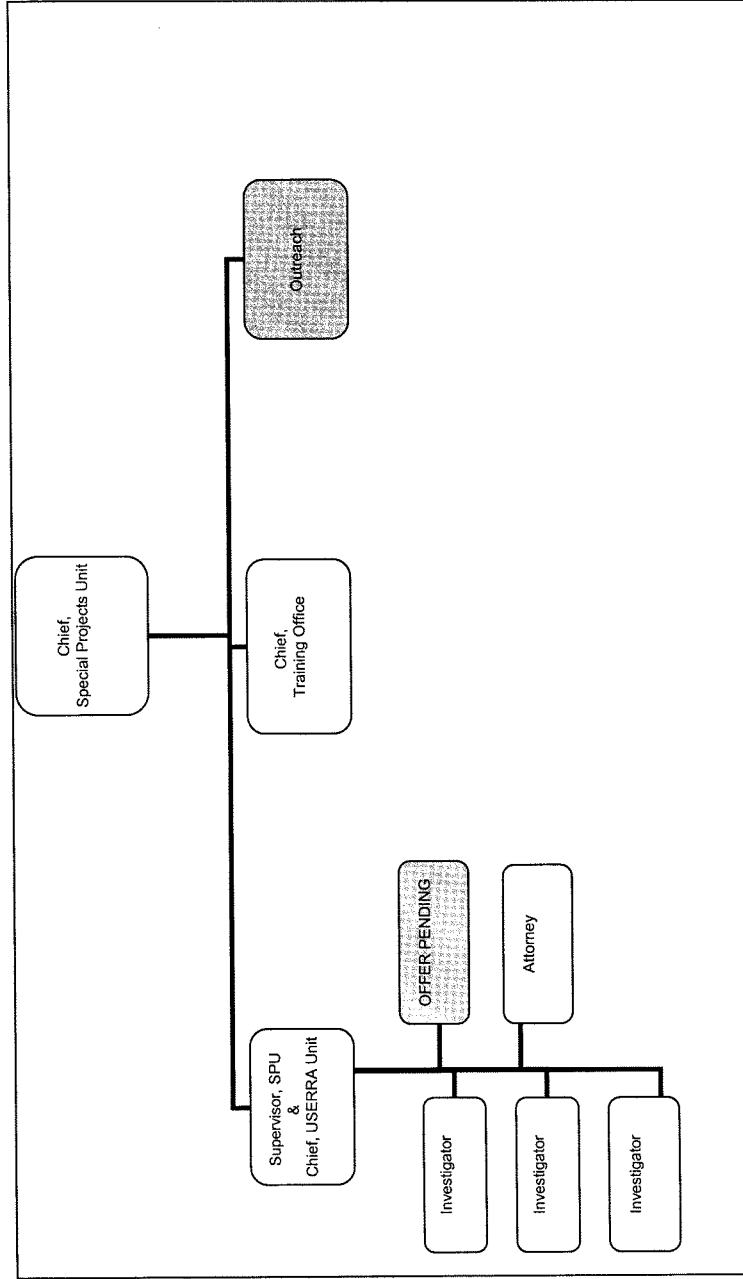 Chief,
Special Projects Unit
Supervisor, SPU
&
Chief, USERRA Unit
Chief,
Training Office
Outreach
Investigator
Investigator
Investigator
OFFER PENDING
Attorney